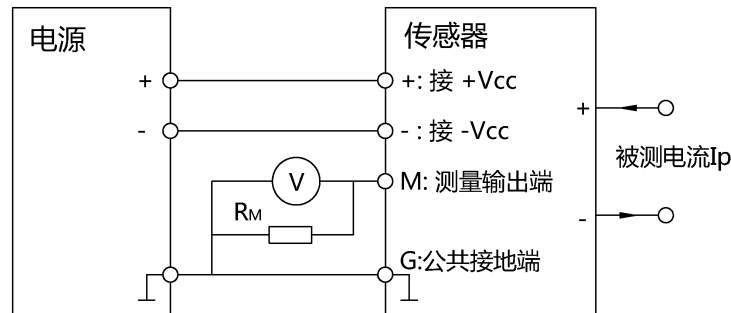 电源
传感器
+
+: 接 +Vcc
+
-
- : 接 -Vcc
被测电流Ip
V
M: 测量输出端
RM
-
G:公共接地端